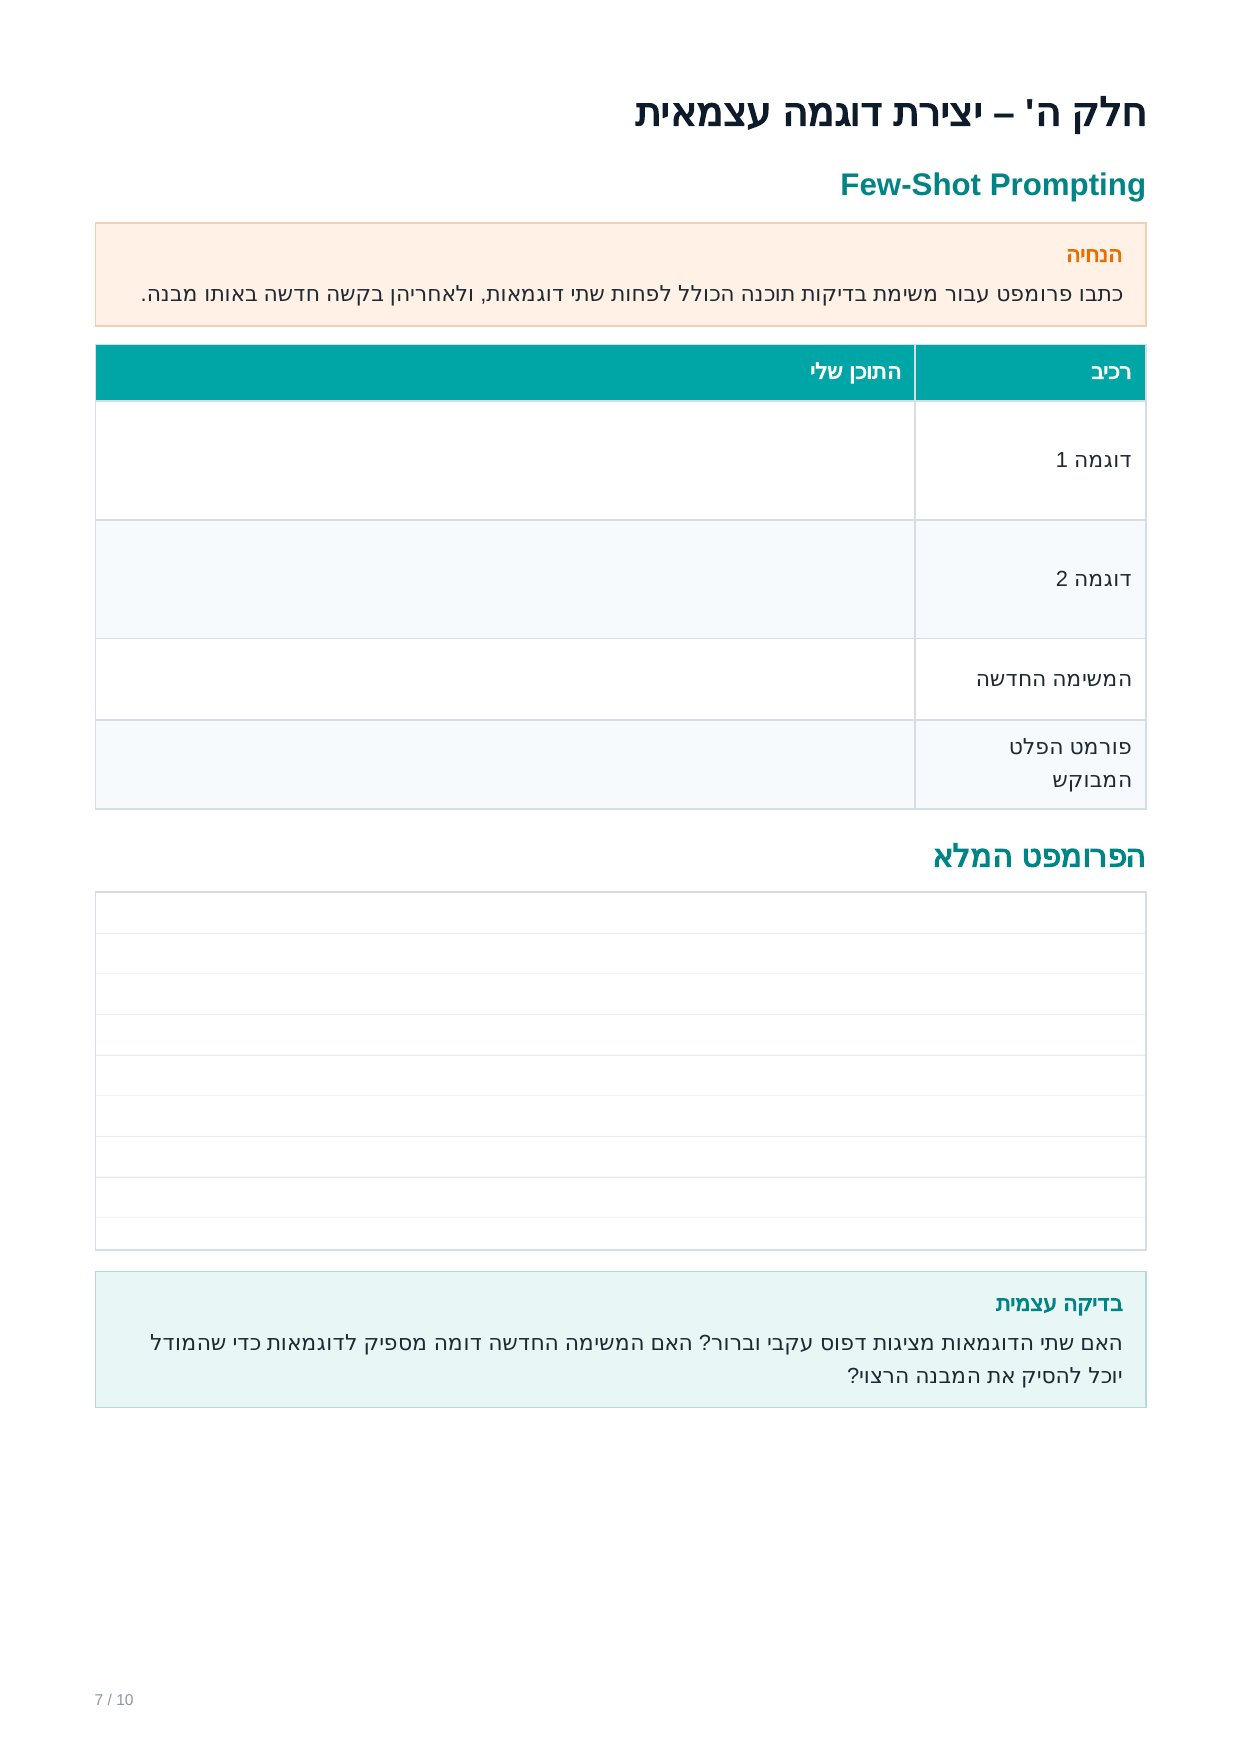 חלק ה' – יצירת דוגמה עצמאית
Few-Shot Prompting
הנחיה
כתבו פרומפט עבור משימת בדיקות תוכנה הכולל לפחות שתי דוגמאות, ולאחריהן בקשה חדשה באותו מבנה.
רכיב	התוכן שלי
דוגמה 1
דוגמה 2
המשימה החדשה
פורמט הפלט
המבוקש
הפרומפט המלא
בדיקה עצמית
האם שתי הדוגמאות מציגות דפוס עקבי וברור? האם המשימה החדשה דומה מספיק לדוגמאות כדי שהמודל
יוכל להסיק את המבנה הרצוי?
7 / 10